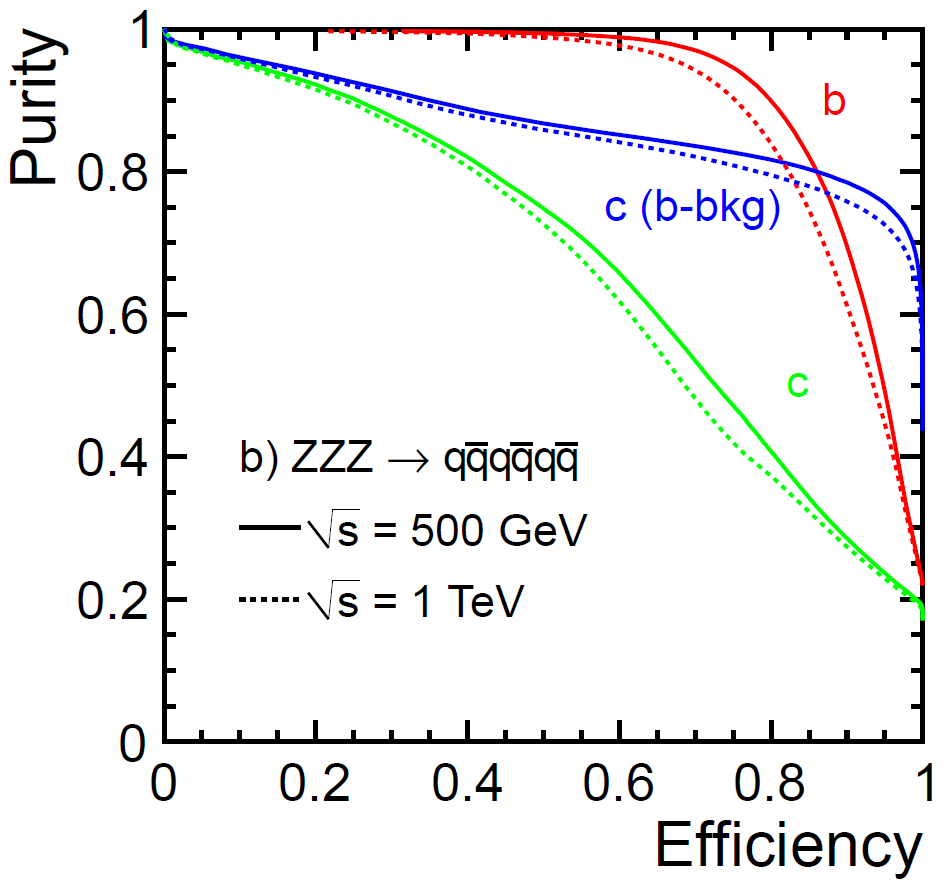 Purity
1
0.8
0.6
0.4
0.2
0
b
c (b-bkg)
c
b) ZZZ → qq̅qq̅qq̅
√s = 500 GeV
√s = 1 TeV
0 0.2 0.4 0.6 0.8 1
Efficiency